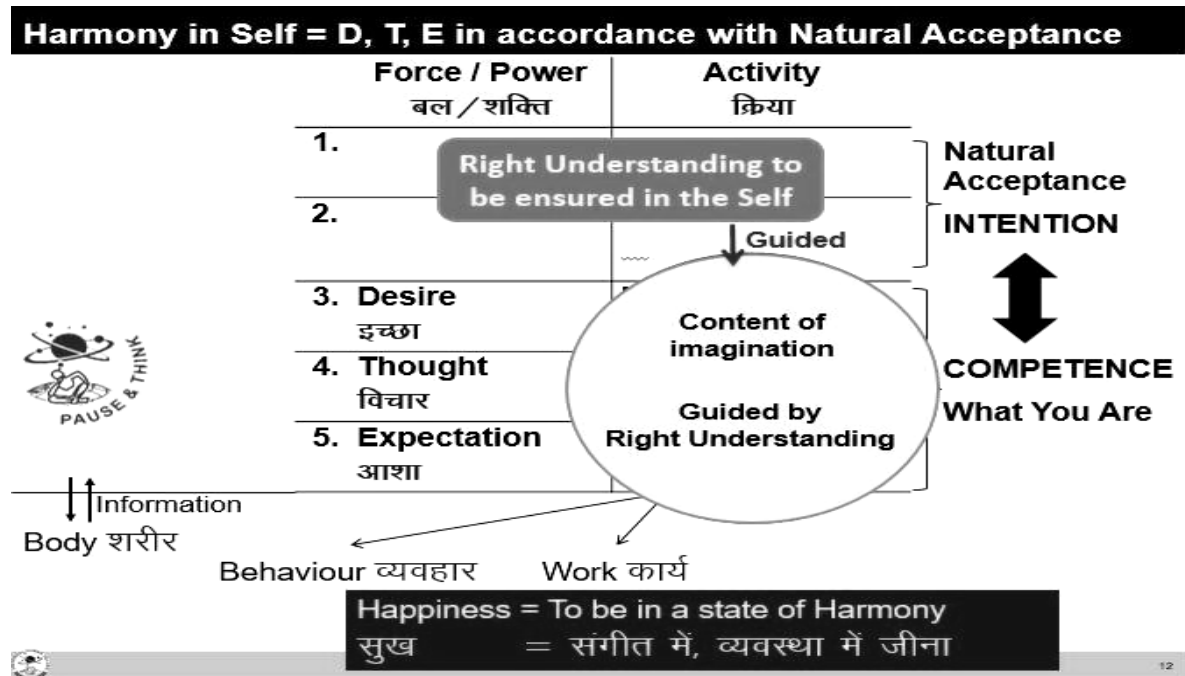 Harmony in Self = D, T, E in accordance with Natural Acceptance
Force / Power
बल / शक्ति
Activity
क्रिया
1.
Right Understanding to
be ensured in the Self
2.
Guided
Natural
Acceptance
INTENTION
3. Desire
इच्छा
4. Thought
विचार
5. Expectation
आशा
Content of
imagination
Guided by
Right Understanding
COMPETENCE
What You Are
PAUSE & THINK
Information
Body शरीर
Behaviour व्यवहार
Work कार्य
Happiness = To be in a state of Harmony
सुख = संगीत में, व्यवस्था में जीना
12